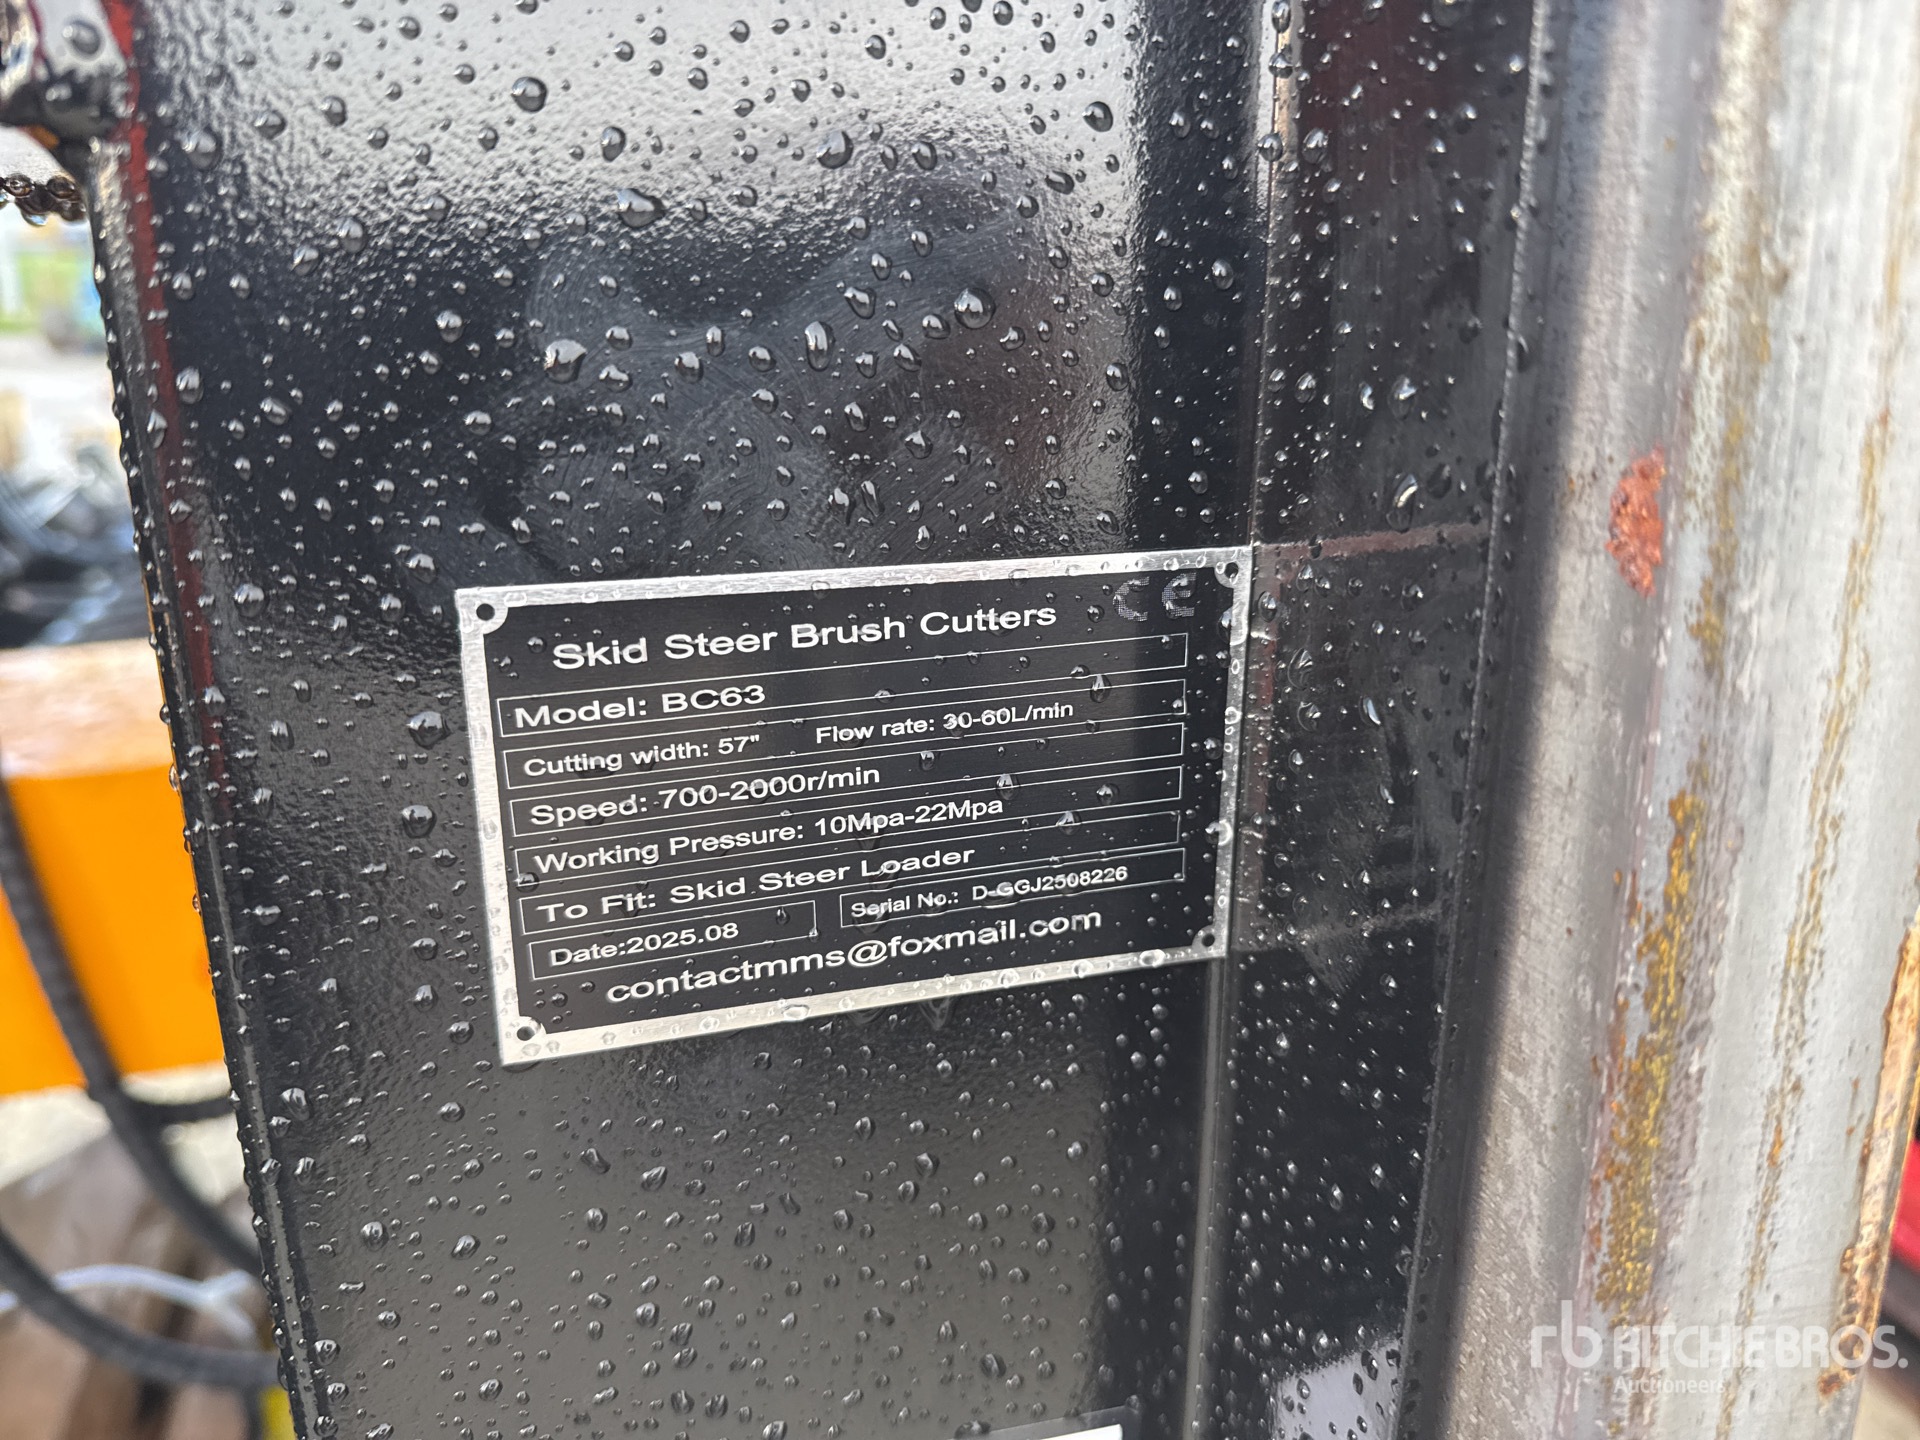 CE
Skid Steer Brush Cutters
Model: BC63
Cutting width: 57" Flow rate: 30-60L/min
Speed: 700-2000r/min
Working Pressure: 10Mpa-22Mpa
To Fit: Skid Steer Loader
Date:2025.08 Serial No.: D-GGJ2508226
contactmms@foxmail.com
rb RITCHIE BROS.
Auctioneers